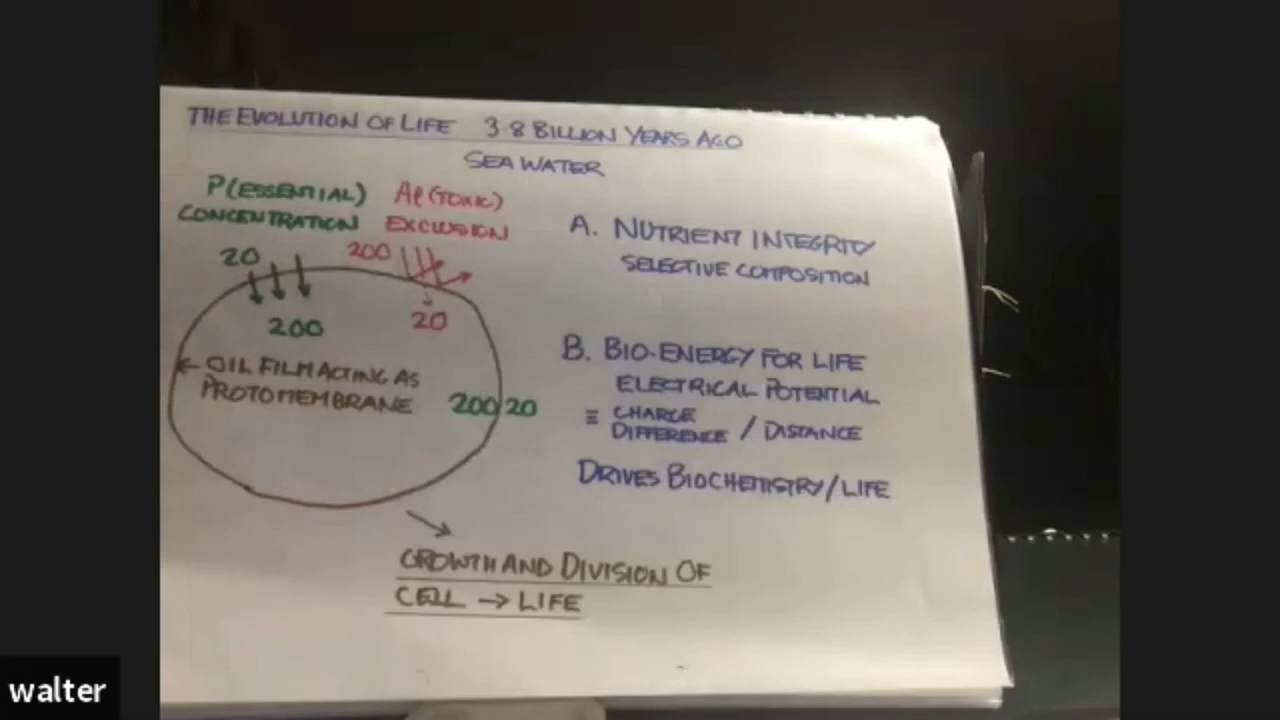 THE EVOLUTION OF LIFE 3.8 BILLION YEARS AGO
SEA WATER
P(ESSENTIAL) Al(TOXIC)
CONCENTRATION EXCLUSION
20 200
200 20
← OIL FILM ACTING AS
PROTOMEMBRANE
200 20
A. NUTRIENT INTEGRITY
SELECTIVE COMPOSITION
B. BIO-ENERGY FOR LIFE
ELECTRICAL POTENTIAL
≡ CHARGE
DIFFERENCE / DISTANCE
DRIVES BIOCHEMISTRY/LIFE
GROWTH AND DIVISION OF
CELL → LIFE
walter